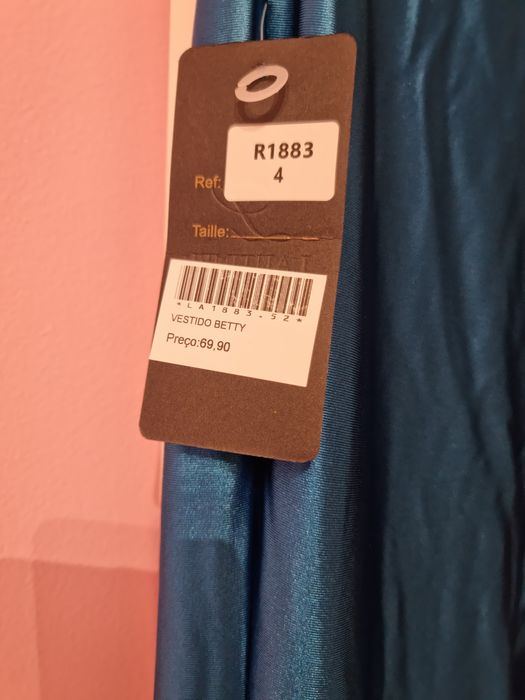 R1883
4
Ref:
Taille:
*LA1883-52*
VESTIDO BETTY
Preço:69,90